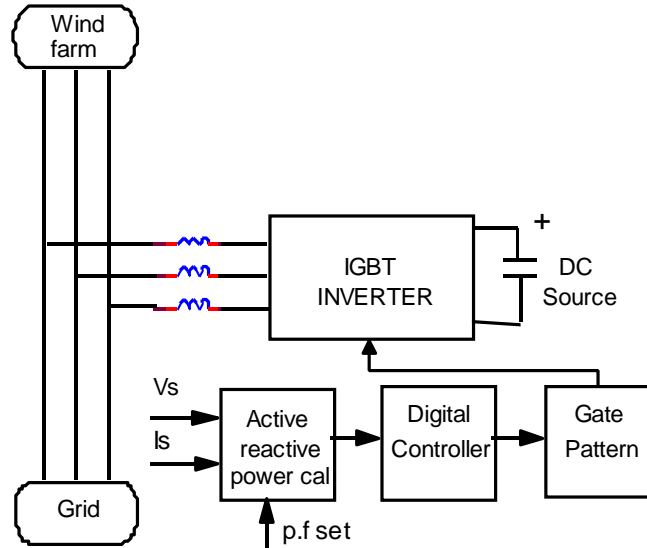 Wind
farm
+
IGBT
INVERTER
DC
Source
Vs
Is
Active
reactive
power cal
Digital
Controller
Gate
Pattern
Grid
p.f set